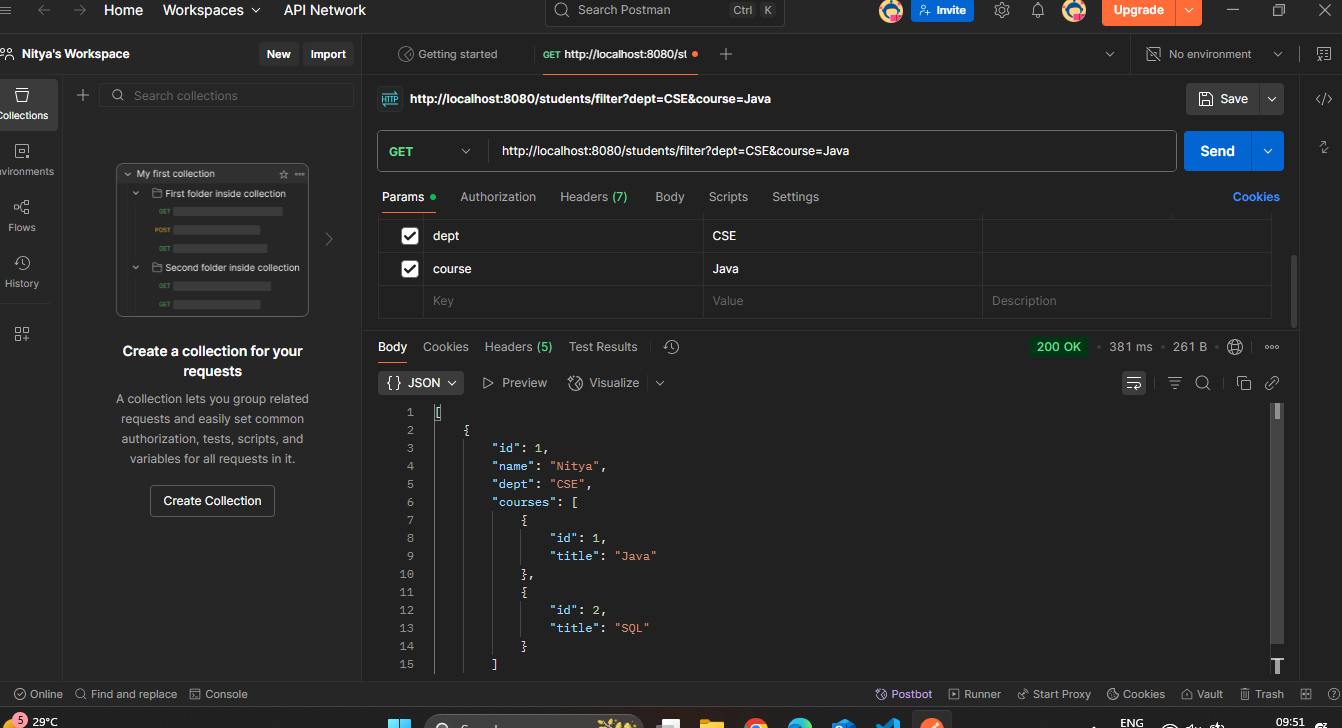 Home Workspaces API Network Search Postman Ctrl K Invite Upgrade
Nitya's Workspace New Import Getting started GET http://localhost:8080/st No environment
Search collections
HTTP http://localhost:8080/students/filter?dept=CSE&course=Java Save
Collections
GET http://localhost:8080/students/filter?dept=CSE&course=Java Send
Params Authorization Headers (7) Body Scripts Settings Cookies
dept CSE
course Java
Key Value Description
Flows
History
My first collection
First folder inside collection
GET
POST
GET
Second folder inside collection
GET
GET
Create a collection for your
requests
A collection lets you group related
requests and easily set common
authorization, tests, scripts, and
variables for all requests in it.
Create Collection
Body Cookies Headers (5) Test Results 200 OK 381 ms 261 B
{} JSON Preview Visualize
1 [
2 {
3 "id": 1,
4 "name": "Nitya",
5 "dept": "CSE",
6 "courses": [
7 {
8 "id": 1,
9 "title": "Java"
10 },
11 {
12 "id": 2,
13 "title": "SQL"
14 }
15 ]
Online Find and replace Console Postbot Runner Start Proxy Cookies Vault Trash
5 29°C ENG 09:51